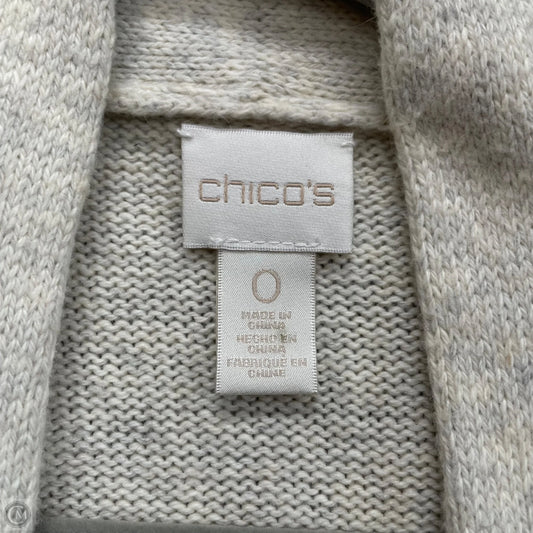 chico's
0
MADE IN
CHINA
HECHO EN
CHINA
FABRIQUE EN
CHINE
M